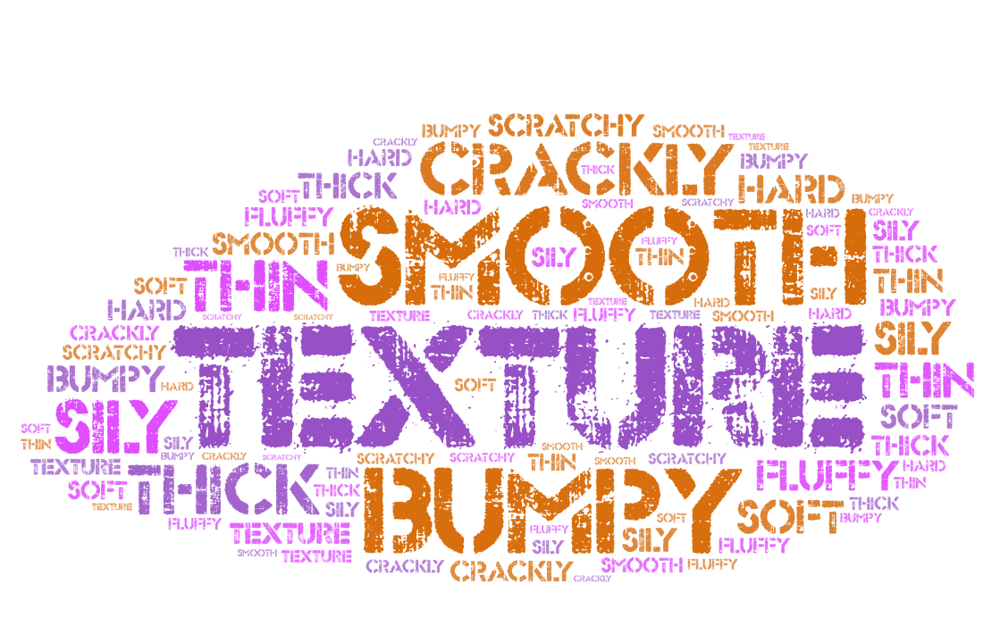 BUMPY SCRATCHY SMOOTH TEXTURE
CRACKLY CRACKLY TEXTURE
HARD THICK BUMPY
SOFT THICK HARD BUMPY
HARD SMOOTH SCRATCHY
FLUFFY SMOOTH HARD CRACKLY
SMOOTH SOFT SILY
THICK SILY FLUFFY THIN THICK
THIN BUMPY FLUFFY THIN
SOFT THIN SILY
HARD TEXTURE HARD BUMPY
SCRATCHY SCRATCHY TEXTURE CRACKLY THICK FLUFFY TEXTURE SMOOTH HARD
CRACKLY TEXTURE SILY
SCRATCHY
BUMPY HARD SOFT THIN
SILY SOFT
SOFT
THIN SILY SMOOTH THICK
BUMPY CRACKLY SCRATCHY SCRATCHY SCRATCHY THIN SMOOTH SCRATCHY
TEXTURE THICK THIN BUMPY FLUFFY HARD
SOFT THICK THIN
TEXTURE SILY SOFT SOFT THICK
FLUFFY FLUFFY BUMPY
TEXTURE SILY SILY FLUFFY
SMOOTH TEXTURE
CRACKLY CRACKLY SMOOTH FLUFFY
CRACKLY